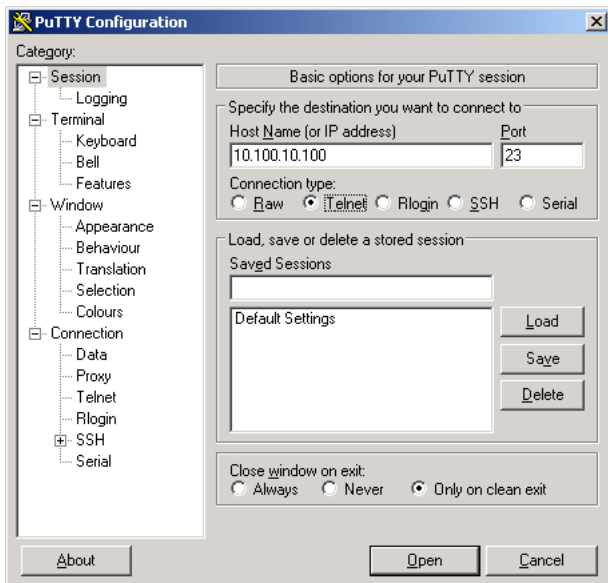 PuTTY Configuration
Category:
Session
Logging
Terminal
Keyboard
Bell
Features
Window
Appearance
Behaviour
Translation
Selection
Colours
Connection
Data
Proxy
Telnet
Rlogin
SSH
Serial
Basic options for your PuTTY session
Specify the destination you want to connect to
Host Name (or IP address) Port
10.100.10.100 23
Connection type:
Raw Telnet Rlogin SSH Serial
Load, save or delete a stored session
Saved Sessions
Default Settings
Load
Save
Delete
Close window on exit:
Always Never Only on clean exit
About Open Cancel